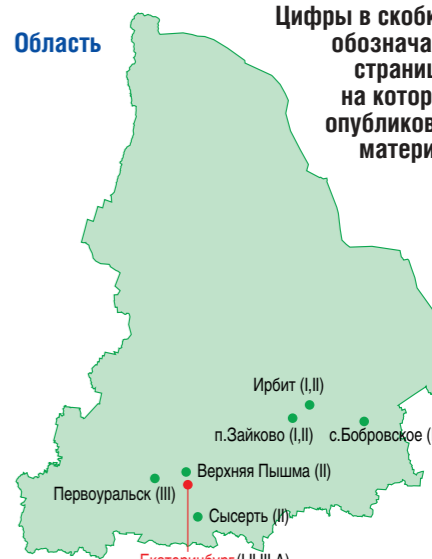 Область
Цифры в скобк
обознача
страниц
на котор
опубликов
матери
Ирбит (I,II)
п.Зайково (I,II)
с.Бобровское (
Верхняя Пышма (II)
Первоуральск (III)
Сысерть (II)